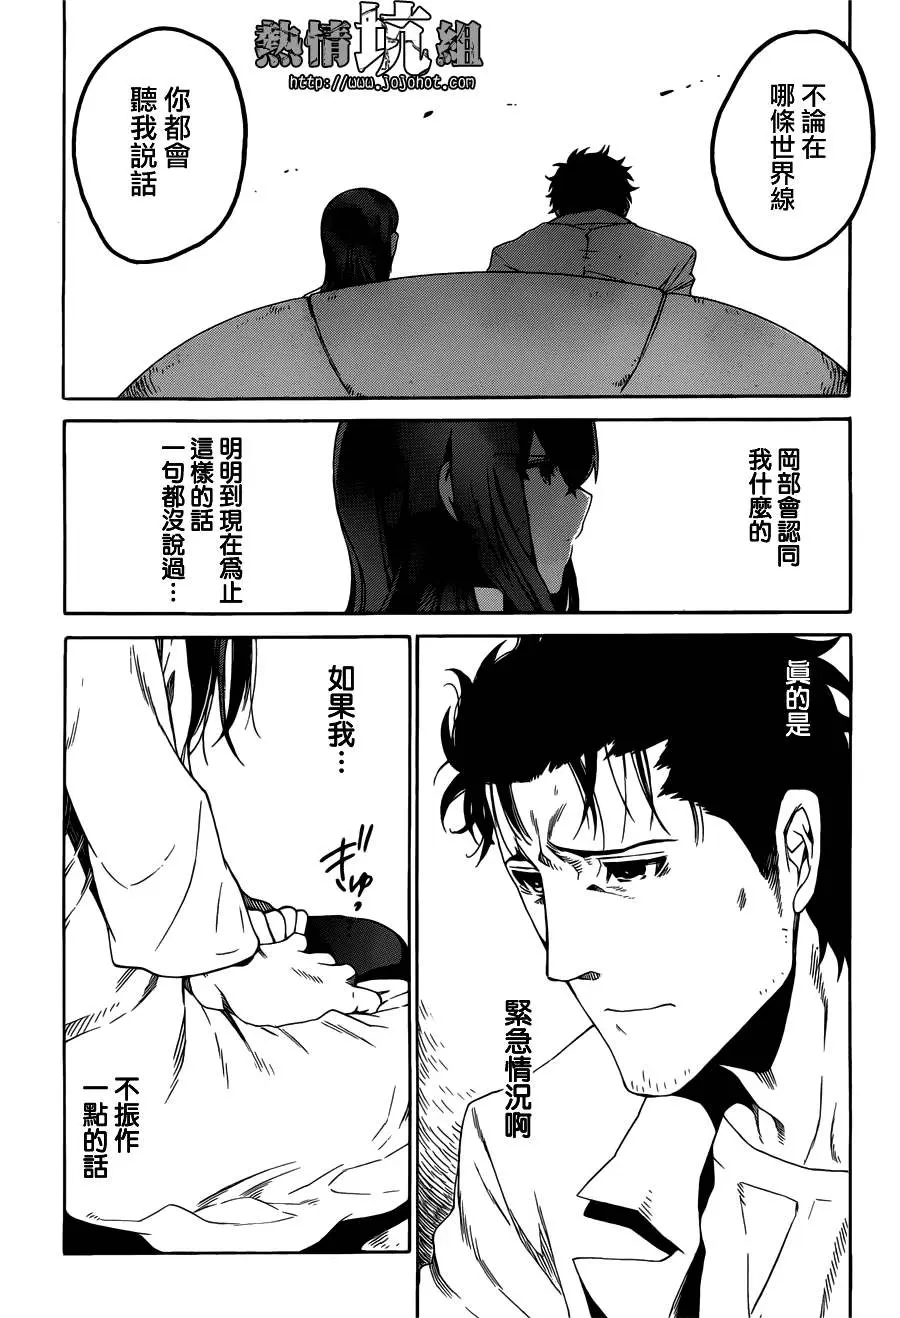 熱情坑組
http://www.jojohot.com
不論在
哪條世界線
你都會
聽我説話
岡部會認同
我什麼的
明明到現在為止
這樣的話
一句都沒說過…
眞的是
緊急情況啊
如果我…
ぎゅ
不振作
一點的話